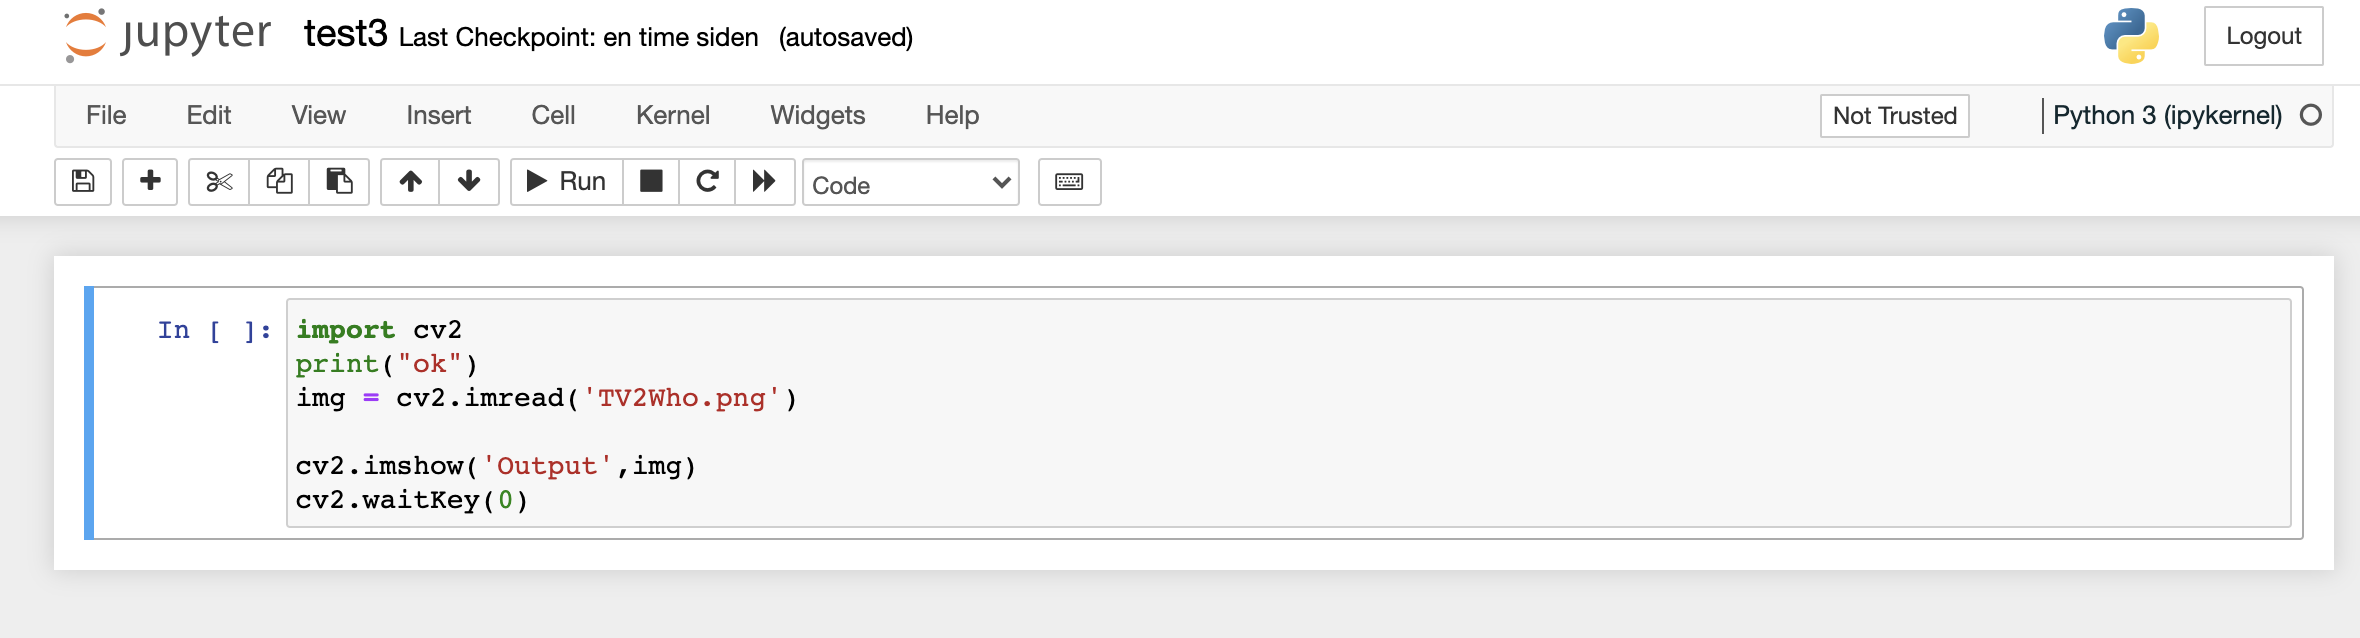 jupyter test3 Last Checkpoint: en time siden (autosaved) Logout
File Edit View Insert Cell Kernel Widgets Help Not Trusted Python 3 (ipykernel)
Run Code
In [ ]: import cv2
print("ok")
img = cv2.imread('TV2Who.png')
cv2.imshow('Output',img)
cv2.waitKey(0)